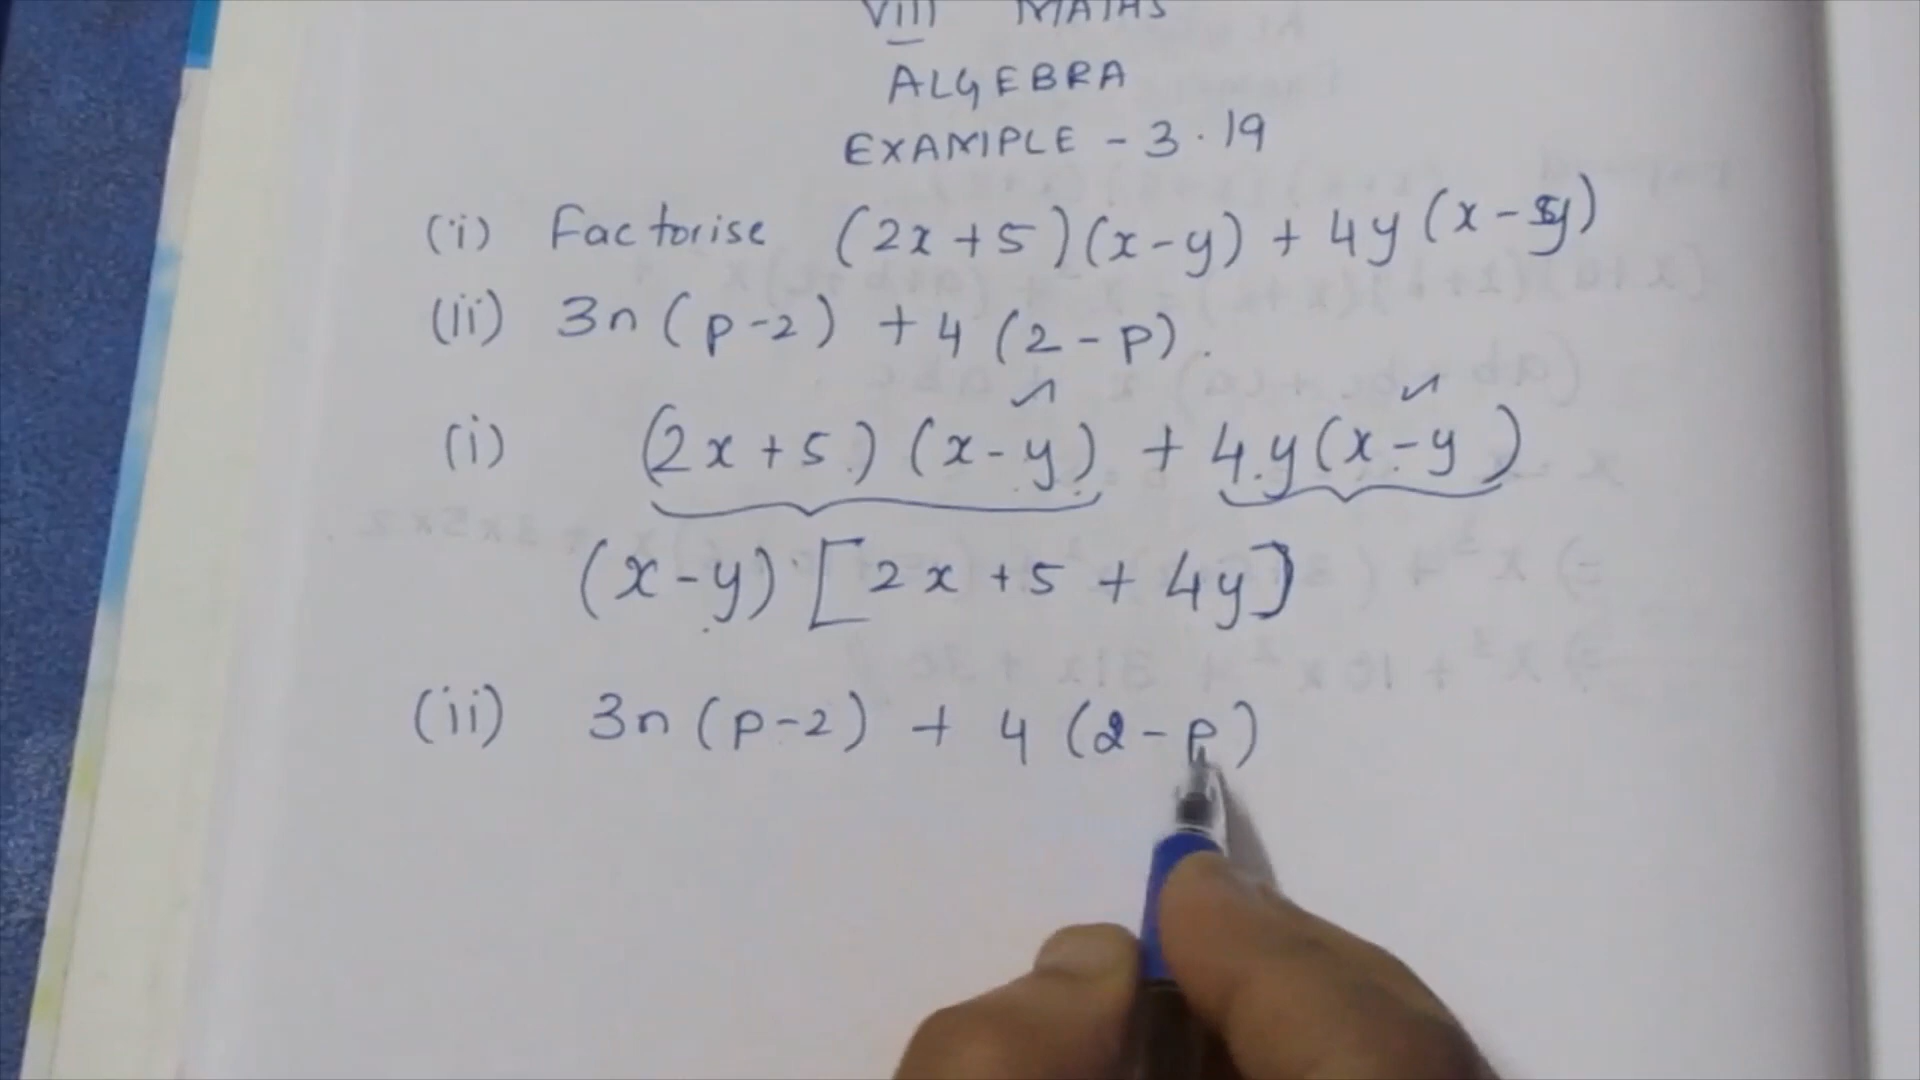 VIII MATHS
ALGEBRA
EXAMPLE - 3.19
(i) Factorise (2x+5)(x-y) + 4y(x-y)
(ii) 3n(p-2) + 4(2-p).
(i) (2x+5)(x-y) + 4y(x-y)
(x-y)[2x+5+4y]
(ii) 3n(p-2) + 4(2-p)